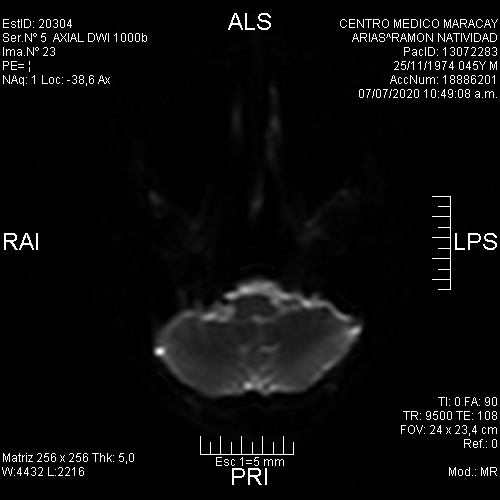 EstID: 20304
Ser.Nº 5 AXIAL DWI 1000b
Ima.Nº 23
PE= ¦
NAq: 1 Loc: -38,6 Ax
ALS
CENTRO MEDICO MARACAY
ARIAS^RAMON NATIVIDAD
PacID: 13072283
25/11/1974 045Y M
AccNum: 18886201
07/07/2020 10:49:08 a.m.
RAI
LPS
TI: 0 FA: 90
TR: 9500 TE: 108
FOV: 24 x 23,4 cm
Ref.: 0
Mod.: MR
Matriz 256 x 256 Thk: 5,0
W:4432 L:2216
Esc 1=5 mm
PRI